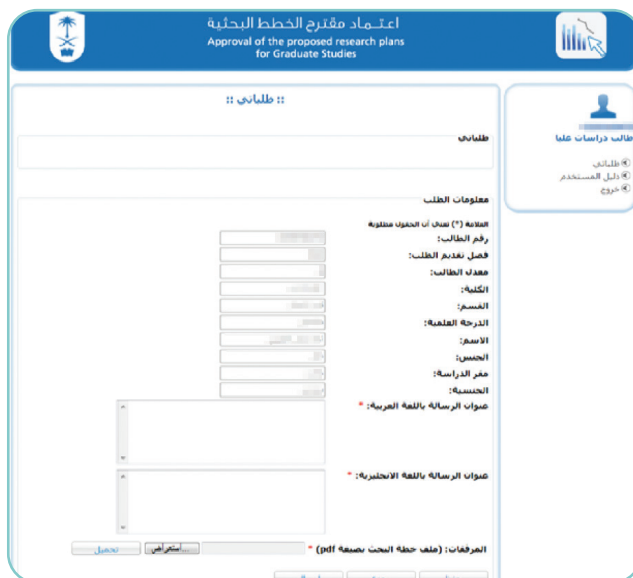 اعتـماد مقترح الخطط البحثية
Approval of the proposed research plans
for Graduate Studies
طالب دراسات عليا
طلباتي
دليل المستخدم
خروج
:: طلباتي ::
طلباتي
معلومات الطلب
العلامة (*) تعني أن الحقول مطلوبة
رقم الطالب:
فصل تقديم الطلب:
معدل الطالب:
الكلية:
القسم:
الدرجة العلمية:
الاسم:
الجنس:
مقر الدراسة:
الجنسية:
عنوان الرسالة باللغة العربية: *
عنوان الرسالة باللغة الانجليزية: *
المرفقات: (ملف خطة البحث بصيغة pdf) * استعراض... تحميل